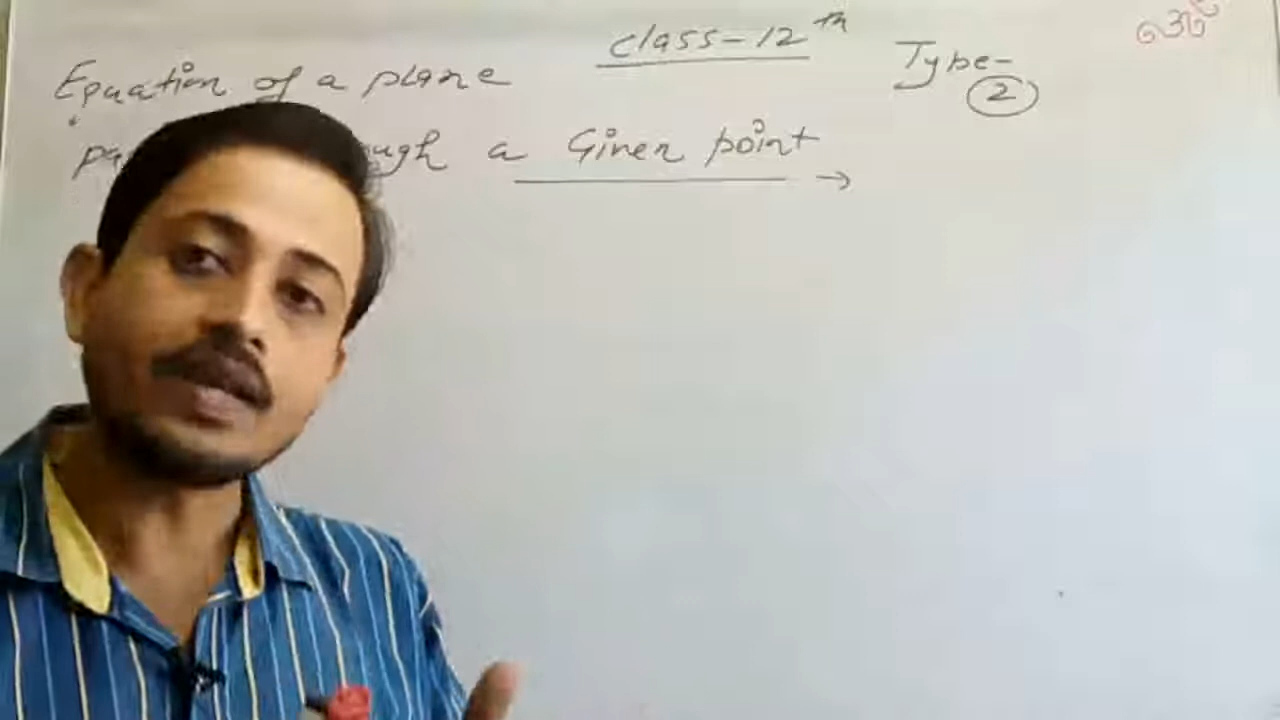 class-12th
Type-
2
Equation of a plane
a Given point →